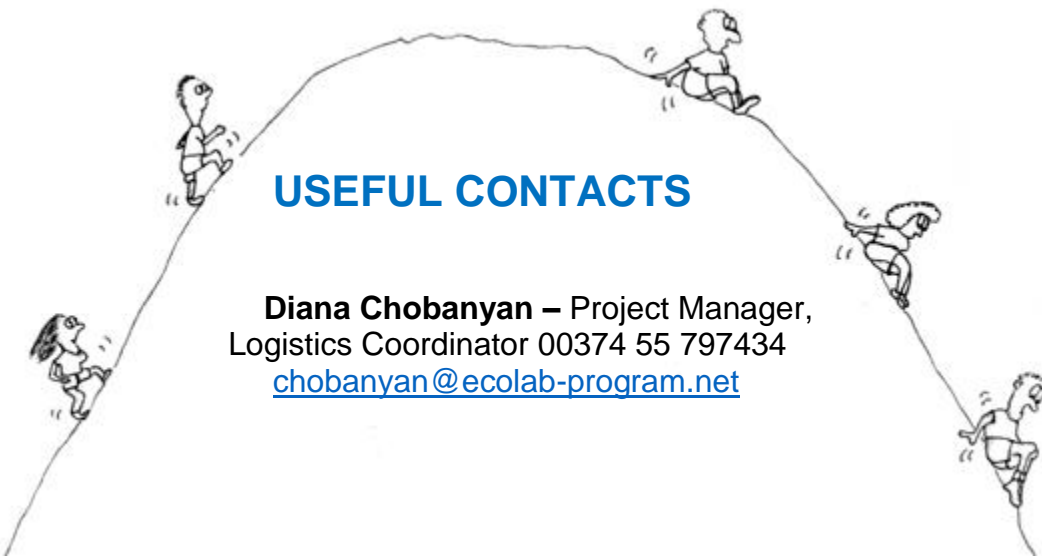 USEFUL CONTACTS
Diana Chobanyan – Project Manager,
Logistics Coordinator 00374 55 797434
chobanyan@ecolab-program.net